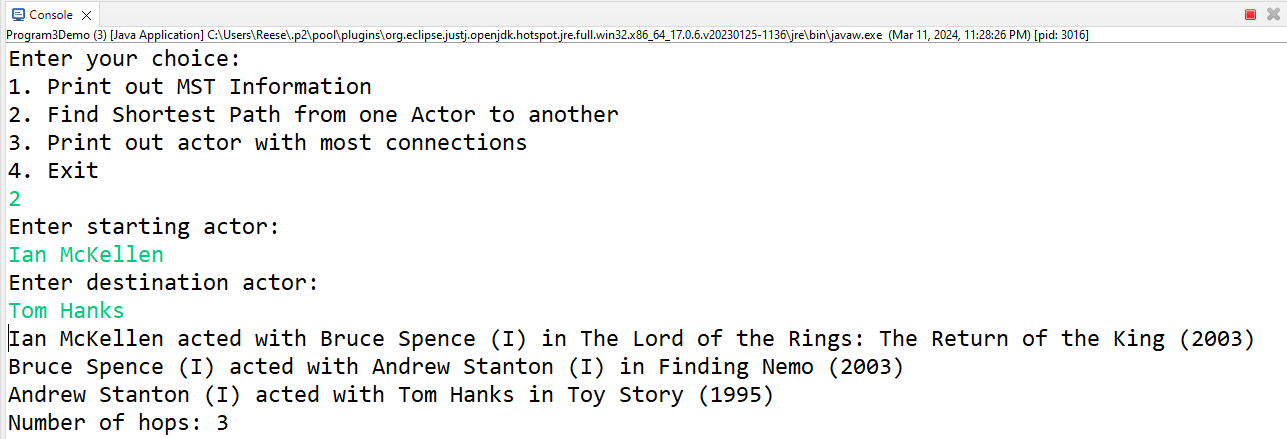 Console
Program3Demo (3) [Java Application] C:\Users\Reese\.p2\pool\plugins\org.eclipse.justj.openjdk.hotspot.jre.full.win32.x86_64_17.0.6.v20230125-1136\jre\bin\javaw.exe (Mar 11, 2024, 11:28:26 PM) [pid: 3016]
Enter your choice:
1. Print out MST Information
2. Find Shortest Path from one Actor to another
3. Print out actor with most connections
4. Exit
2
Enter starting actor:
Ian McKellen
Enter destination actor:
Tom Hanks
Ian McKellen acted with Bruce Spence (I) in The Lord of the Rings: The Return of the King (2003)
Bruce Spence (I) acted with Andrew Stanton (I) in Finding Nemo (2003)
Andrew Stanton (I) acted with Tom Hanks in Toy Story (1995)
Number of hops: 3